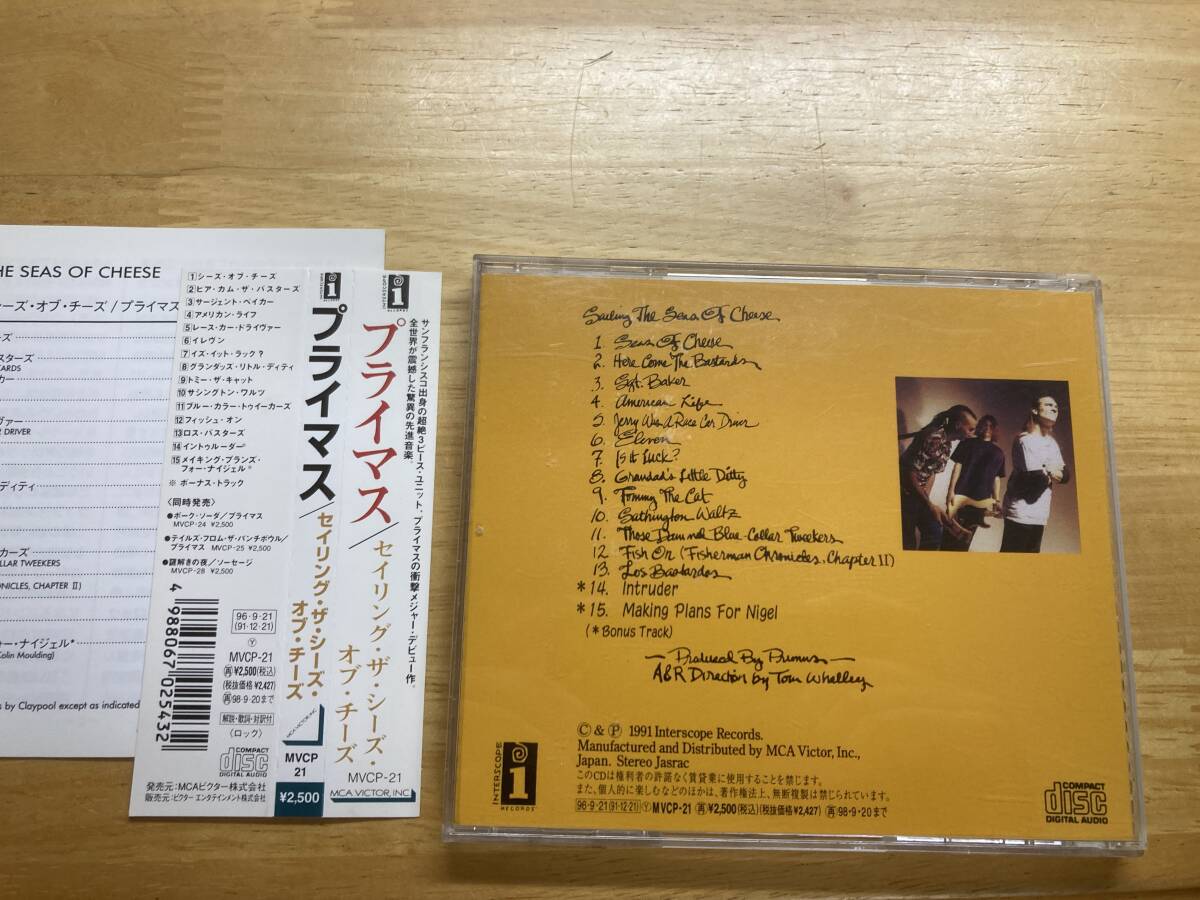 HE SEAS OF CHEESE
ーズ・オブ・チーズ/プライマス
ーズ
スターズ
ARDS
カー
ヴァー
R DRIVER
ディティ
カーズ
LLAR TWEEKERS
ONICLES, CHAPTER II)
ォー・ナイジェル*
Colin Moulding)
s by Claypool except as indicated
1 シーズ・オブ・チーズ
2 ヒア・カム・ザ・バスターズ
3 サージェント・ベイカー
4 アメリカン・ライフ
5 レース・カー・ドライヴァー
6 イレヴン
7 イズ・イット・ラック?
8 グランダッズ・リトル・ディティ
9 トミー・ザ・キャット
10 サシングトン・ワルツ
11 ブルー・カラー・トゥイーカーズ
12 フィッシュ・オン
13 ロス・バスターズ
14 イントゥルーダー*
15 メイキング・プランズ・
フォー・ナイジェル*
※ ボーナス・トラック
〈同時発売〉
●ポーク・ソーダ/プライマス
MVCP-24 ¥2,500
●テイルズ・フロム・ザ・パンチボウル/
プライマス MVCP-25 ¥2,500
●謎解きの夜/ソーセージ
MVCP-28 ¥2,500
4 988067 025432
96・9・21
(91・12・21)
Y
MVCP-21
再¥2,500(税込)
(税抜価格¥2,427)
再98・9・20まで
解説・歌詞・対訳付
〈ロック〉
COMPACT
disc
DIGITAL AUDIO
発売元:MCAビクター株式会社
販売元:ビクター エンタテインメント株式会社
i
プライマス/セイリング・ザ・シーズ・
オブ・チーズ
MCA VICTOR, INC.
MVCP
21
¥2,500
i
サンフランシスコ出身の超絶3ピース・ユニット、プライマスの衝撃メジャー・デビュー作。
全世界が震撼した驚異の先進音楽。
プライマス/セイリング・ザ・シーズ・
オブ・チーズ
MVCP-21
MCA VICTOR, INC.
Sailing The Seas Of Cheese
1. Seas Of Cheese
2. Here Come The Bastards
3. Sgt. Baker
4. American Life
5. Jerry Was A Race Car Driver
6. Eleven
7. Is it Luck?
8. Grandad's Little Ditty
9. Tommy The Cat
10. Sathington Waltz
11. Those Damned Blue-Collar Tweekers
12. Fish On (Fisherman Chronicles, Chapter II)
13. Los Bastardos
*14. Intruder
*15. Making Plans For Nigel
(*Bonus Track)
— Produced By Primus —
A&R Direction by Tom Whalley
© & Ⓟ 1991 Interscope Records.
Manufactured and Distributed by MCA Victor, Inc.,
Japan. Stereo Jasrac
このCDは権利者の許諾なく賃貸業に使用することを禁じます。
また、個人的に楽しむなどのほかは、著作権法上、無断複製は禁じられています。
96・9・21(91・12・21) Y MVCP-21 再¥2,500(税込)(税抜価格¥2,427) 再98・9・20まで
INTERSCOPE
i
RECORDS
COMPACT
disc
DIGITAL AUDIO